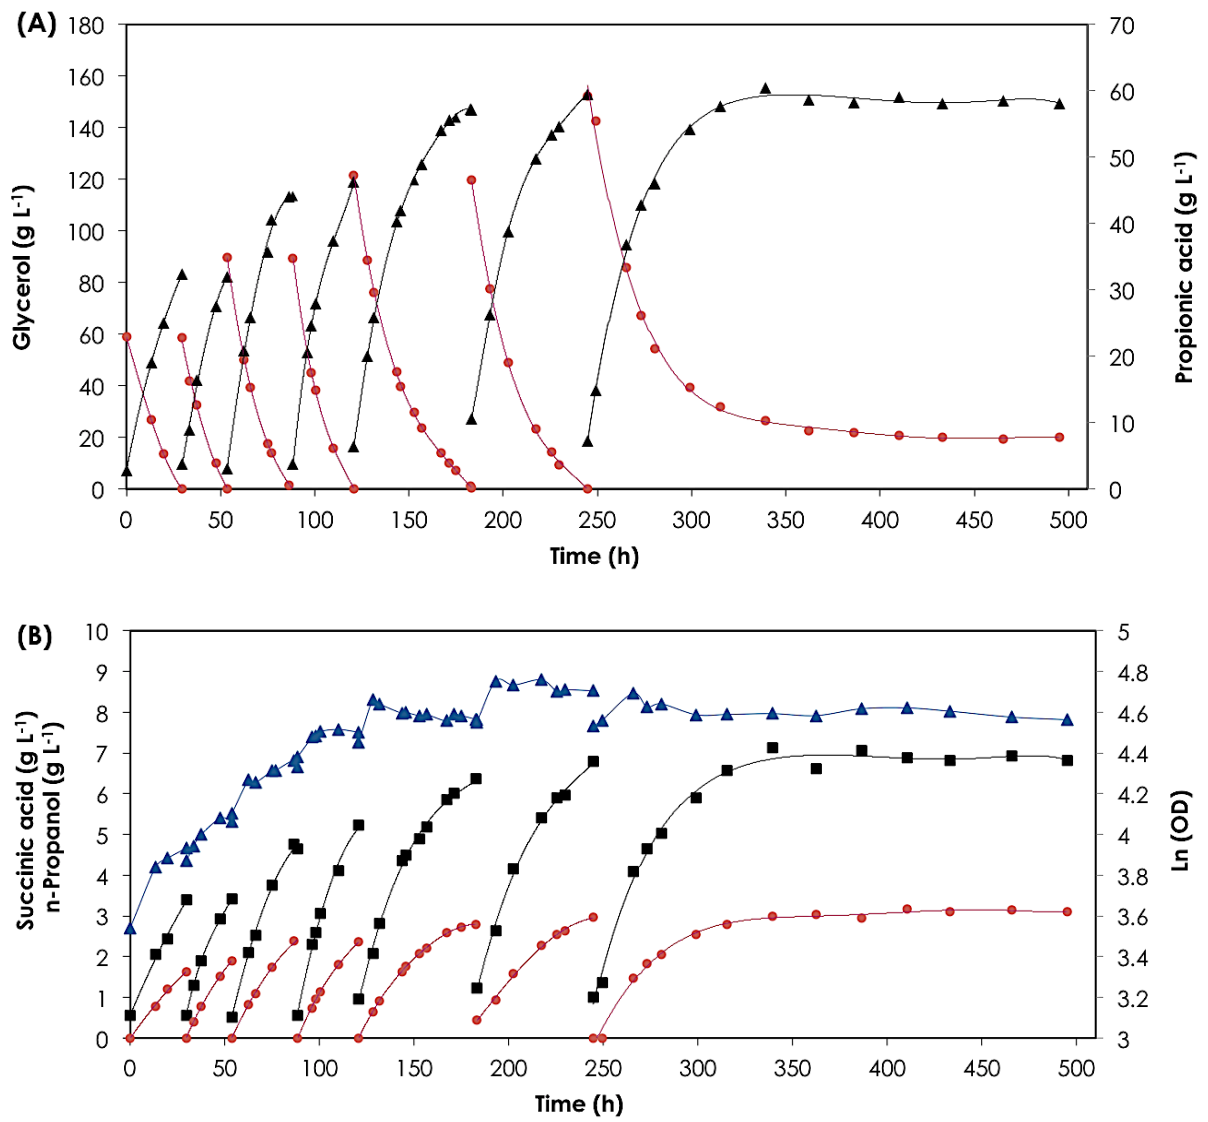 (A)
180 160 140 120 100 80 60 40 20 0
Glycerol (g L⁻¹)
70 60 50 40 30 20 10 0
Propionic acid (g L⁻¹)
0 50 100 150 200 250 300 350 400 450 500
Time (h)
(B)
10 9 8 7 6 5 4 3 2 1 0
Succinic acid (g L⁻¹)
n-Propanol (g L⁻¹)
5 4.8 4.6 4.4 4.2 4 3.8 3.6 3.4 3.2 3
Ln (OD)
0 50 100 150 200 250 300 350 400 450 500
Time (h)